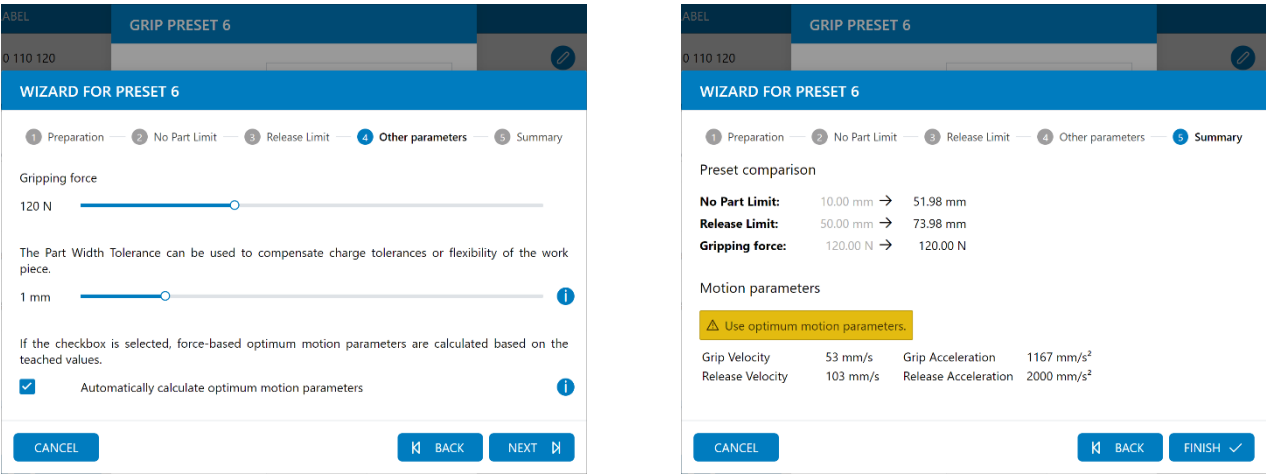 ABEL
GRIP PRESET 6
0 110 120
WIZARD FOR PRESET 6
1 Preparation 2 No Part Limit 3 Release Limit 4 Other parameters 5 Summary
Gripping force
120 N
The Part Width Tolerance can be used to compensate charge tolerances or flexibility of the work
piece.
1 mm
If the checkbox is selected, force-based optimum motion parameters are calculated based on the
teached values.
Automatically calculate optimum motion parameters
CANCEL BACK NEXT
ABEL
GRIP PRESET 6
0 110 120
WIZARD FOR PRESET 6
1 Preparation 2 No Part Limit 3 Release Limit 4 Other parameters 5 Summary
Preset comparison
No Part Limit: 10.00 mm → 51.98 mm
Release Limit: 50.00 mm → 73.98 mm
Gripping force: 120.00 N → 120.00 N
Motion parameters
Use optimum motion parameters.
Grip Velocity 53 mm/s Grip Acceleration 1167 mm/s²
Release Velocity 103 mm/s Release Acceleration 2000 mm/s²
CANCEL BACK FINISH